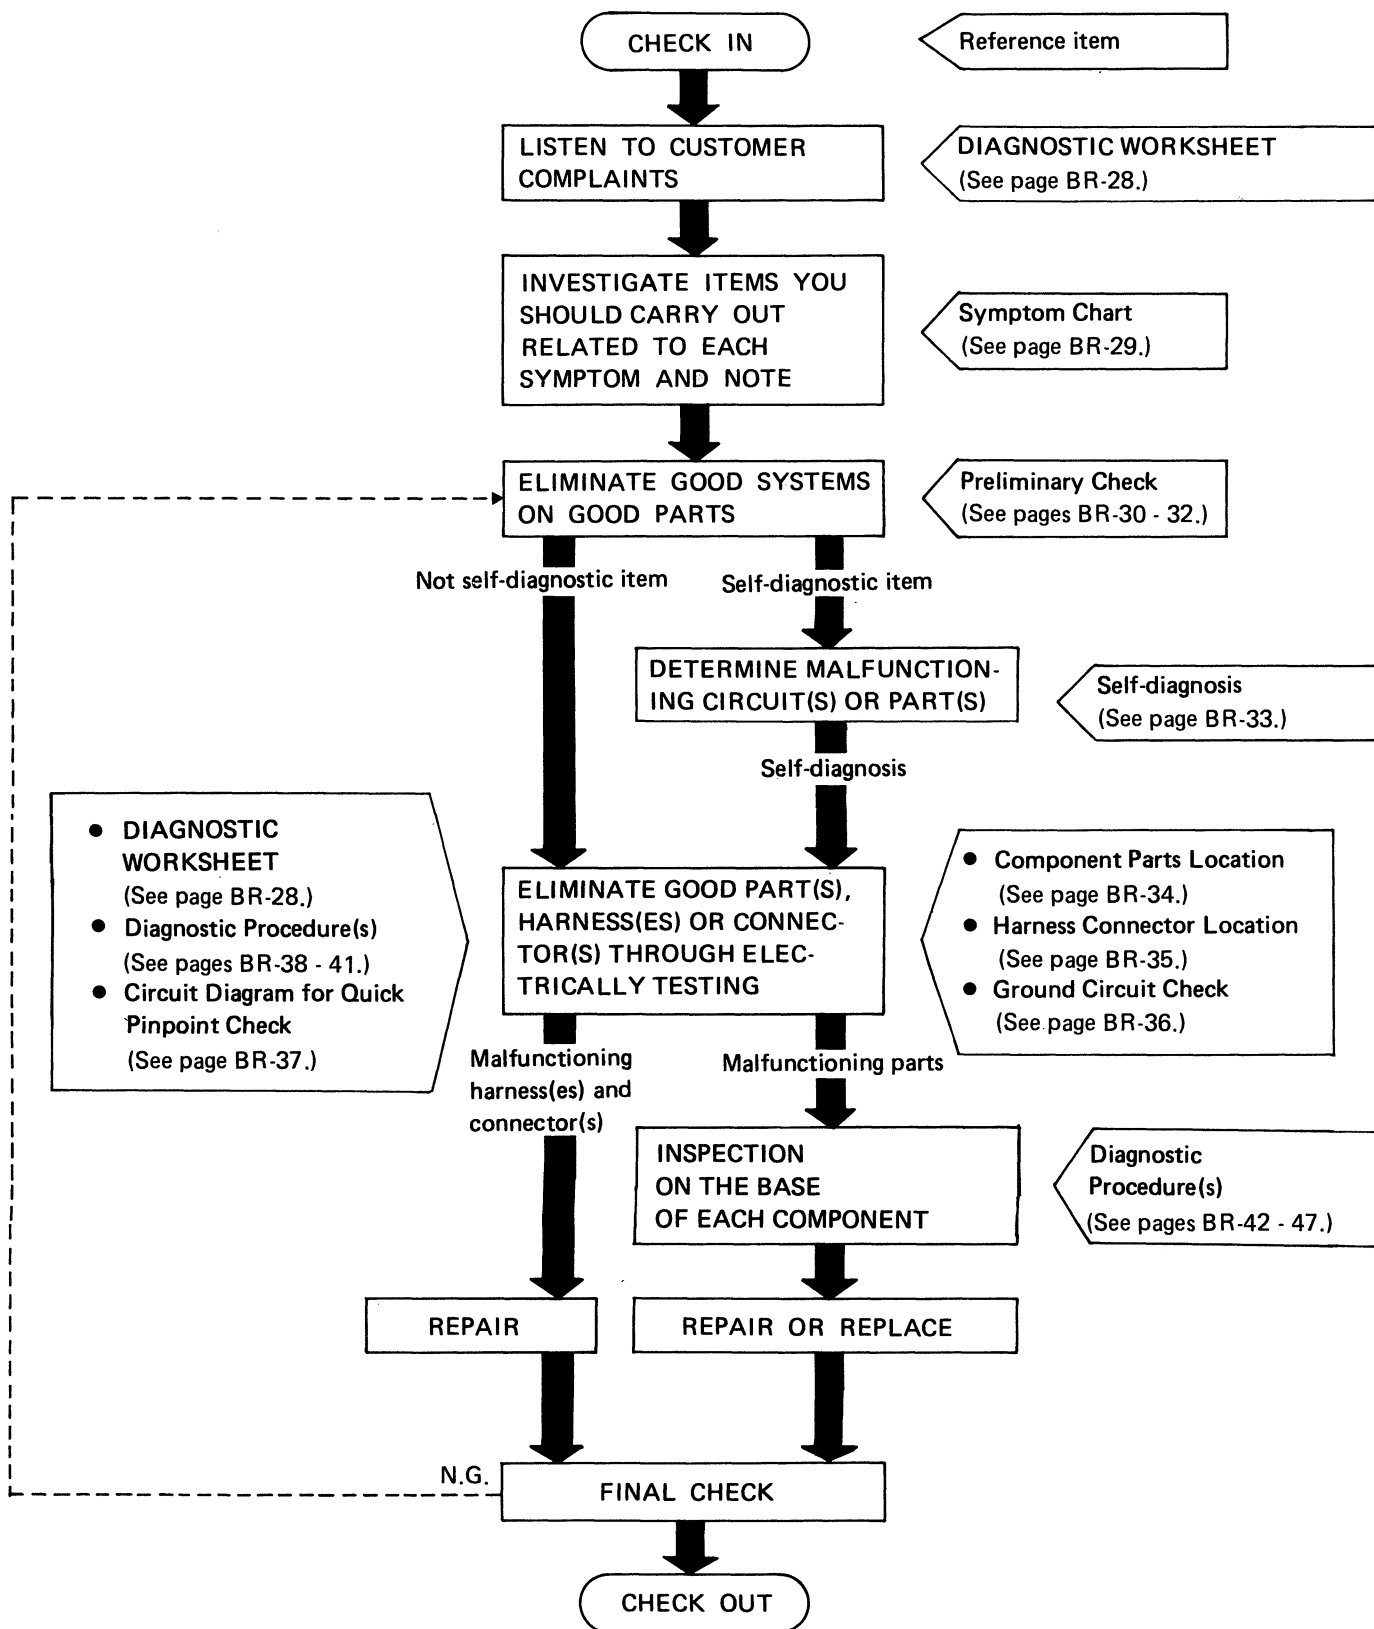 CHECK IN
Reference item
LISTEN TO CUSTOMER
COMPLAINTS
DIAGNOSTIC WORKSHEET
(See page BR-28.)
INVESTIGATE ITEMS YOU
SHOULD CARRY OUT
RELATED TO EACH
SYMPTOM AND NOTE
Symptom Chart
(See page BR-29.)
ELIMINATE GOOD SYSTEMS
ON GOOD PARTS
Preliminary Check
(See pages BR-30 - 32.)
Not self-diagnostic item
Self-diagnostic item
DETERMINE MALFUNCTION-
ING CIRCUIT(S) OR PART(S)
Self-diagnosis
(See page BR-33.)
Self-diagnosis
● DIAGNOSTIC
WORKSHEET
(See page BR-28.)
● Diagnostic Procedure(s)
(See pages BR-38 - 41.)
● Circuit Diagram for Quick
Pinpoint Check
(See page BR-37.)
ELIMINATE GOOD PART(S),
HARNESS(ES) OR CONNEC-
TOR(S) THROUGH ELEC-
TRICALLY TESTING
● Component Parts Location
(See page BR-34.)
● Harness Connector Location
(See page BR-35.)
● Ground Circuit Check
(See page BR-36.)
Malfunctioning
harness(es) and
connector(s)
Malfunctioning parts
INSPECTION
ON THE BASE
OF EACH COMPONENT
Diagnostic
Procedure(s)
(See pages BR-42 - 47.)
REPAIR
REPAIR OR REPLACE
N.G.
FINAL CHECK
CHECK OUT